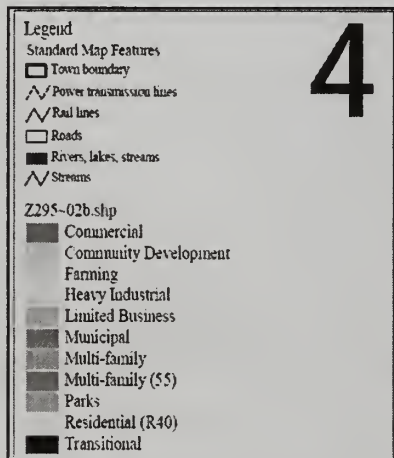 Legend
4
Standard Map Features
Town boundary
Power transmission lines
Rail lines
Roads
Rivers, lakes, streams
Streams
Z295-02b.shp
Commercial
Community Development
Farming
Heavy Industrial
Limited Business
Municipal
Multi-family
Multi-family (55)
Parks
Residential (R40)
Transitional